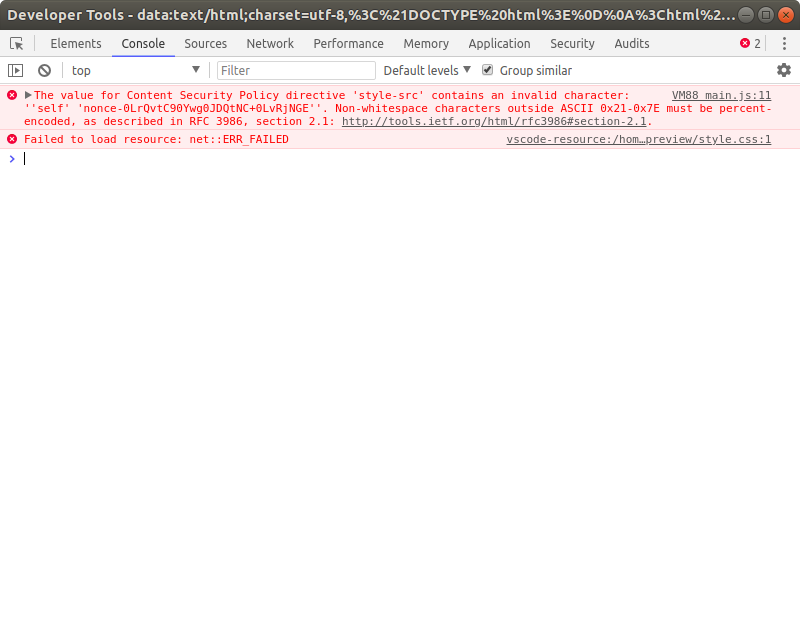 Developer Tools - data:text/html;charset=utf-8,%3C%21DOCTYPE%20html%3E%0D%0A%3Chtml%2...
Elements Console Sources Network Performance Memory Application Security Audits 2
top Filter Default levels Group similar
The value for Content Security Policy directive 'style-src' contains an invalid character: VM88 main.js:11
''self' 'nonce-0LrQvtC90Ywg0JDQtNC+0LvRjNGE''. Non-whitespace characters outside ASCII 0x21-0x7E must be percent-
encoded, as described in RFC 3986, section 2.1: http://tools.ietf.org/html/rfc3986#section-2.1.
Failed to load resource: net::ERR_FAILED vscode-resource:/hom…preview/style.css:1